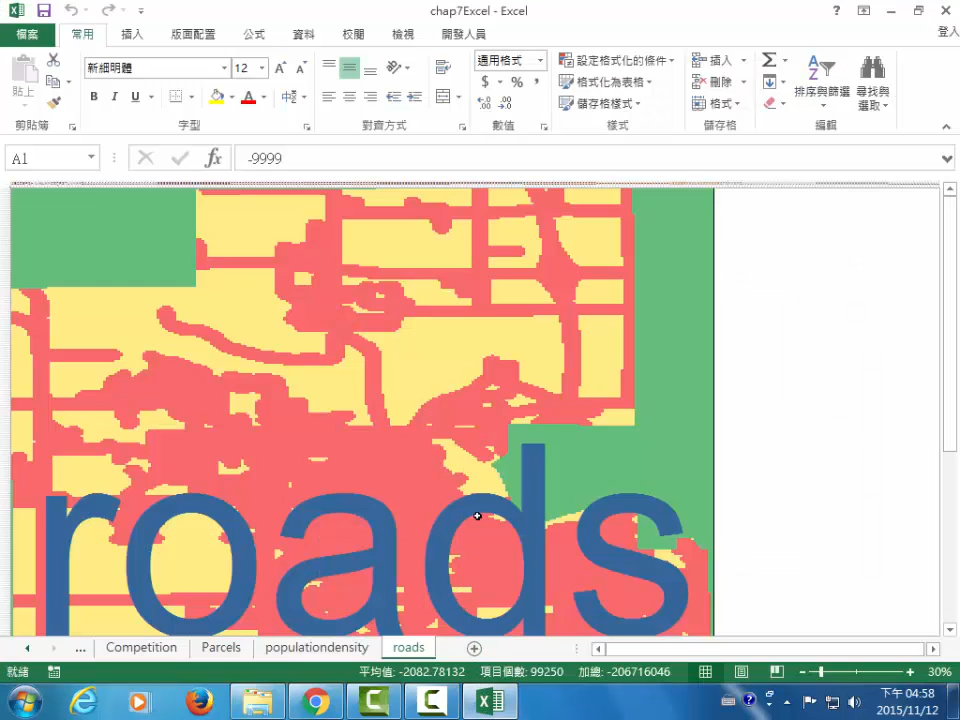 chap7Excel - Excel
檔案 常用 插入 版面配置 公式 資料 校閱 檢視 開發人員 登入
貼上 新細明體 12 B I U 中 通用格式 $ % , 設定格式化的條件 格式化為表格 儲存格樣式 插入 刪除 格式 排序與篩選 尋找與選取
剪貼簿 字型 對齊方式 數值 樣式 儲存格 編輯
A1 fx -9999
roads
... Competition Parcels populationdensity roads
就緒 平均值: -2082.78132 項目個數: 99250 加總: -206716046 30%
下午 04:58
2015/11/12